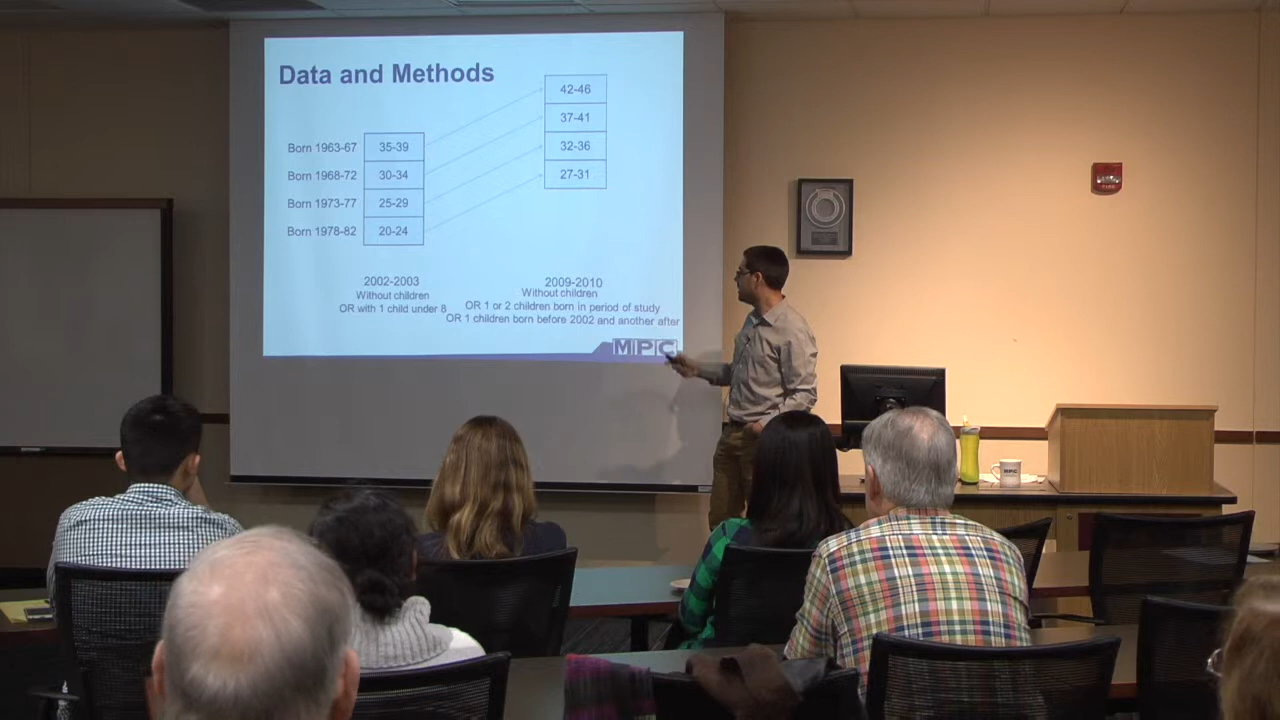 Data and Methods
42-46
37-41
32-36
27-31
Born 1963-67 35-39
Born 1968-72 30-34
Born 1973-77 25-29
Born 1978-82 20-24
2002-2003
Without children
OR with 1 child under 8
2009-2010
Without children
OR 1 or 2 children born in period of study
OR 1 children born before 2002 and another after
MPC
MPC
FIRE